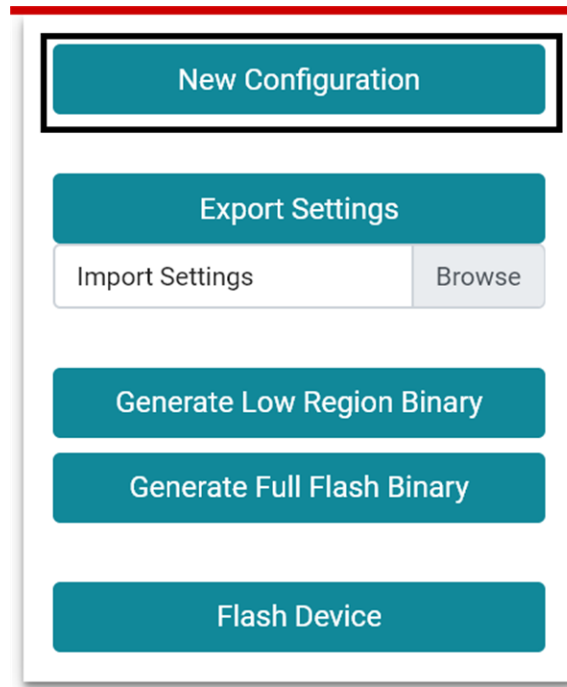 New Configuration
Export Settings
Import Settings Browse
Generate Low Region Binary
Generate Full Flash Binary
Flash Device